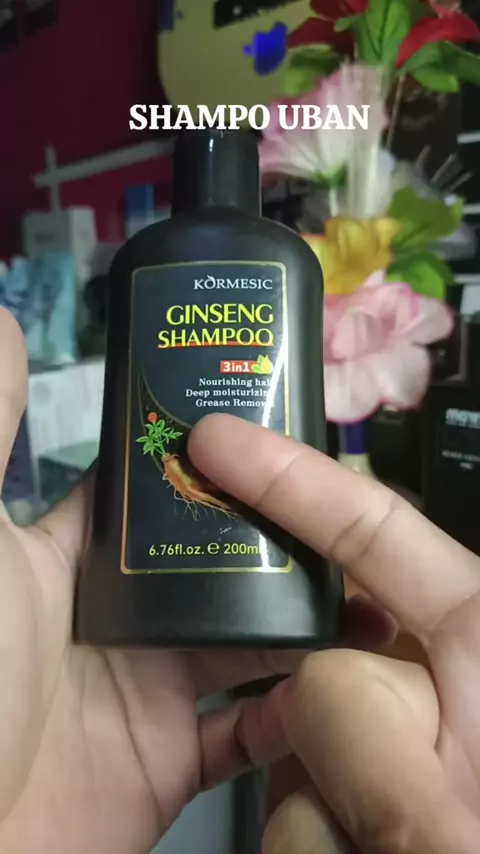 SHAMPO UBAN
KORMESIC
GINSENG
SHAMPOO
3in1
Nourishing
Deep
Grease
6.76fl.oz. ℮